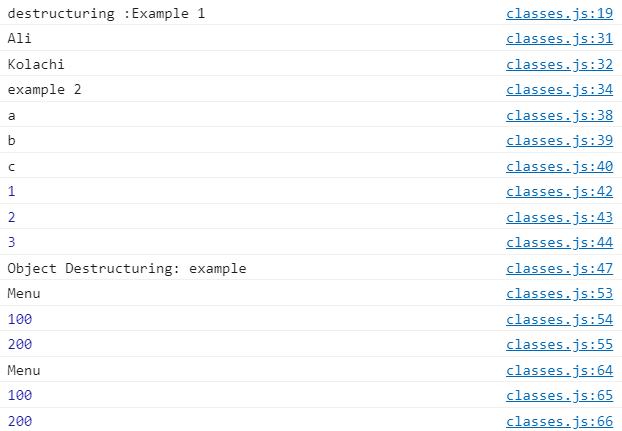 destructuring :Example 1 classes.js:19
Ali classes.js:31
Kolachi classes.js:32
example 2 classes.js:34
a classes.js:38
b classes.js:39
c classes.js:40
1 classes.js:42
2 classes.js:43
3 classes.js:44
Object Destructuring: example classes.js:47
Menu classes.js:53
100 classes.js:54
200 classes.js:55
Menu classes.js:64
100 classes.js:65
200 classes.js:66